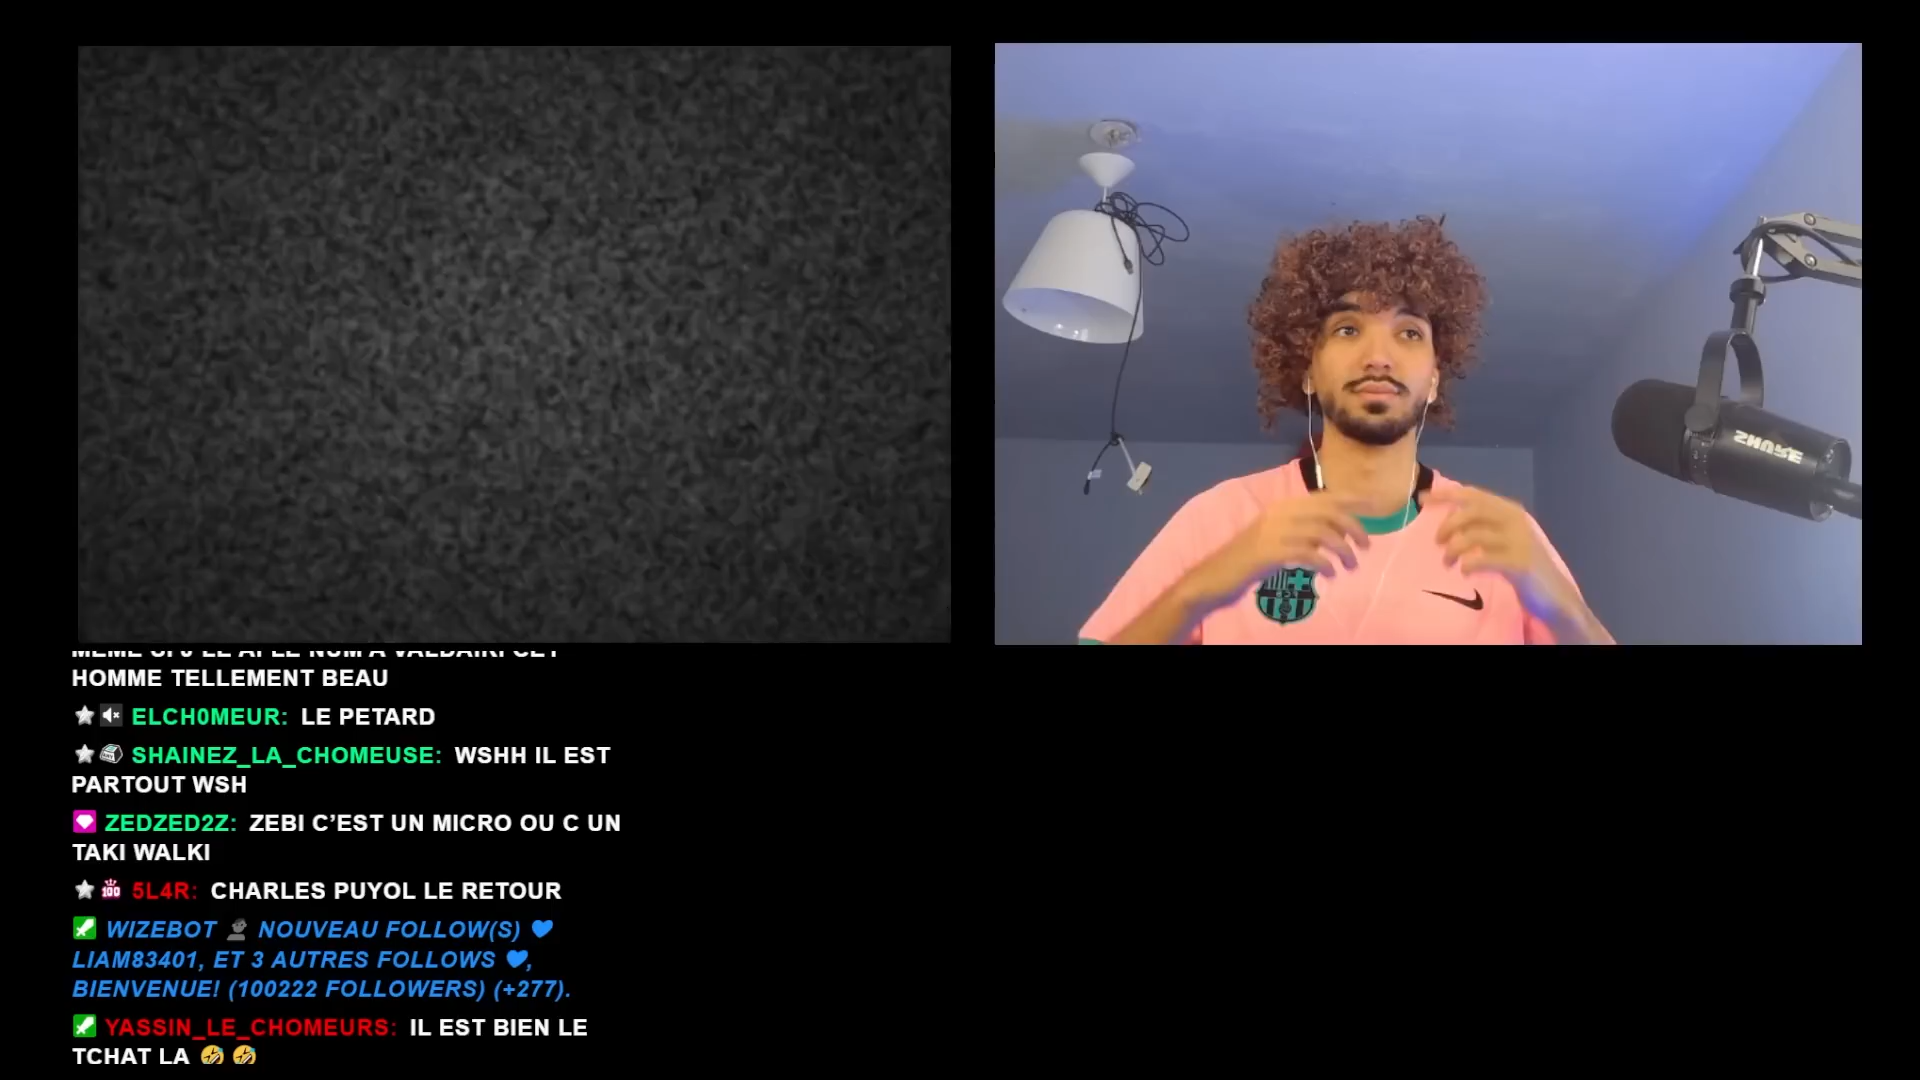 HOMME TELLEMENT BEAU
ELCH0MEUR: LE PETARD
SHAINEZ_LA_CHOMEUSE: WSHH IL EST
PARTOUT WSH
ZEDZED2Z: ZEBI C’EST UN MICRO OU C UN
TAKI WALKI
100 5L4R: CHARLES PUYOL LE RETOUR
WIZEBOT NOUVEAU FOLLOW(S)
LIAM83401, ET 3 AUTRES FOLLOWS ,
BIENVENUE! (100222 FOLLOWERS) (+277).
YASSIN_LE_CHOMEURS: IL EST BIEN LE
TCHAT LA 🤣 🤣
SHURE